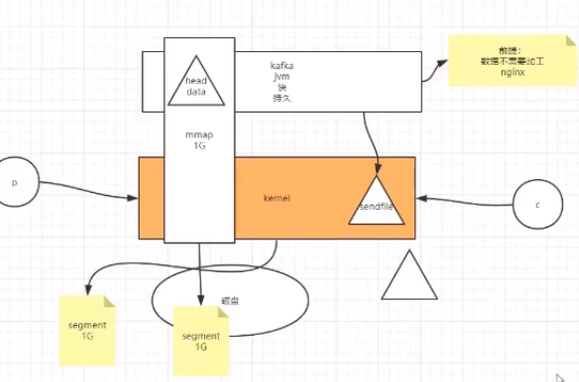 kafka
jvm
快
持久
前提：
数据不需要加工
nginx
head
data
mmap
1G
p
kernel
sendfile
c
磁盘
segment
1G
segment
1G